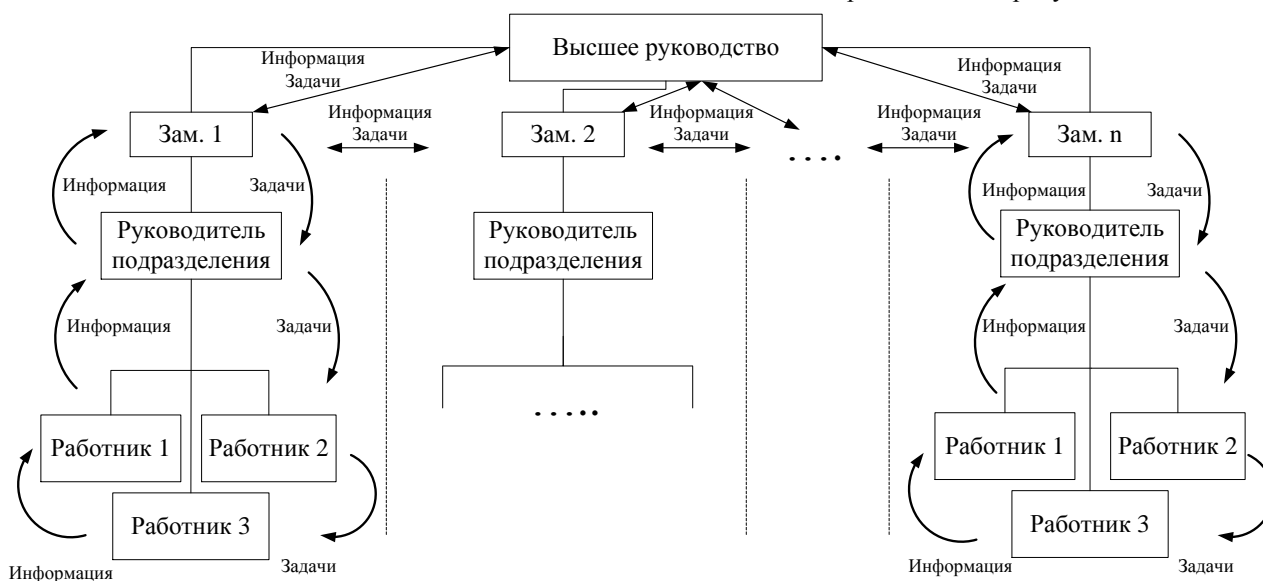 Высшее руководство
Информация
Задачи
Информация
Задачи
Зам. 1
Информация
Задачи
Зам. 2
Информация
Задачи
. . . .
Информация
Задачи
Зам. n
Информация
Задачи
Информация
Задачи
Руководитель
подразделения
Руководитель
подразделения
Руководитель
подразделения
Информация
Задачи
Информация
Задачи
. . . . .
Работник 1
Работник 2
Работник 1
Работник 2
Работник 3
Работник 3
Информация
Задачи
Информация
Задачи